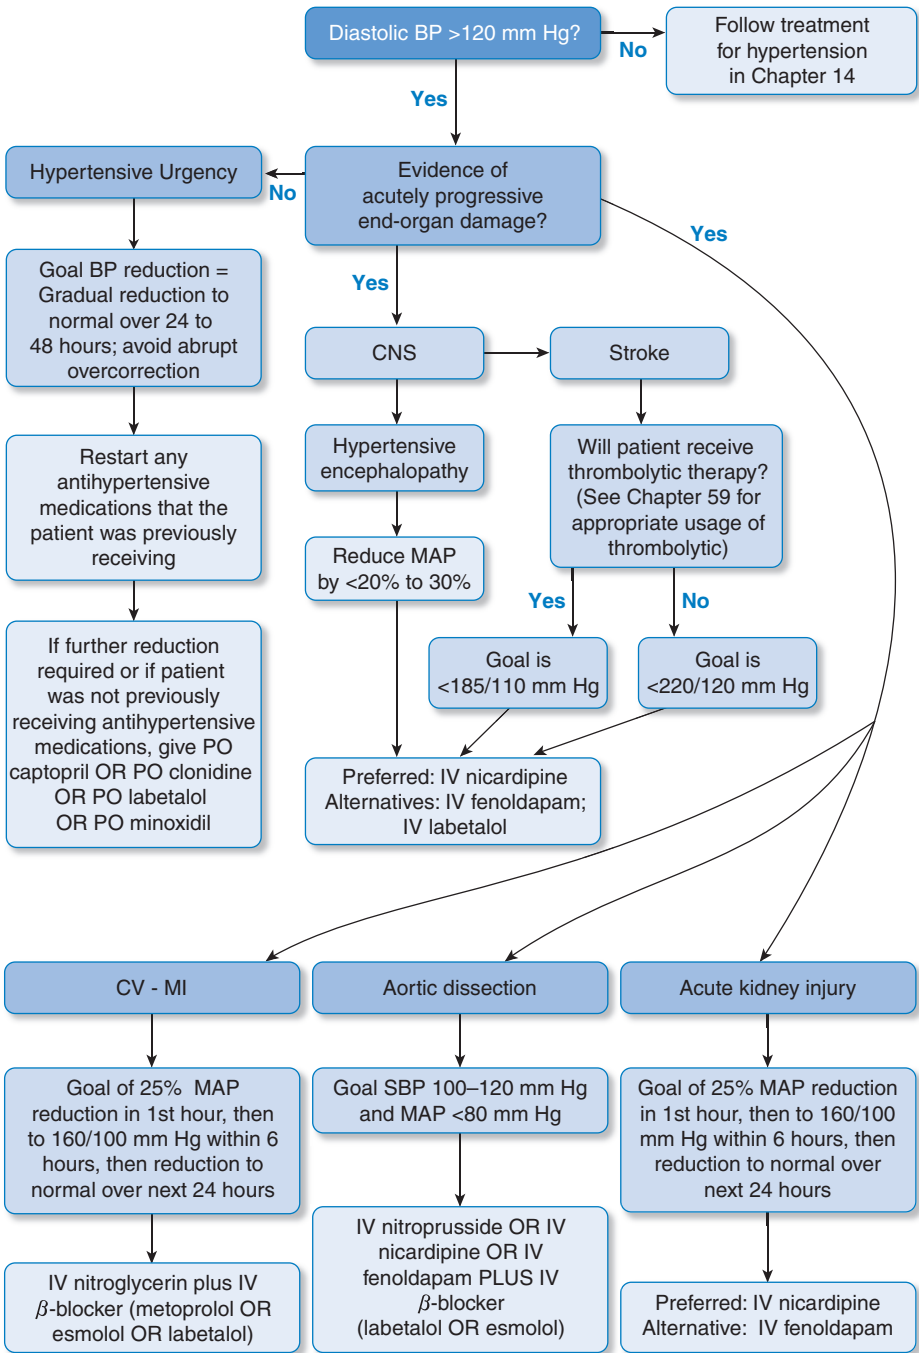 Diastolic BP >120 mm Hg?
No
Follow treatment
for hypertension
in Chapter 14
Yes
Hypertensive Urgency
No
Evidence of
acutely progressive
end-organ damage?
Yes
Yes
Goal BP reduction =
Gradual reduction to
normal over 24 to
48 hours; avoid abrupt
overcorrection
CNS
Stroke
Restart any
antihypertensive
medications that the
patient was previously
receiving
Hypertensive
encephalopathy
Will patient receive
thrombolytic therapy?
(See Chapter 59 for
appropriate usage of
thrombolytic)
Reduce MAP
by <20% to 30%
Yes
No
If further reduction
required or if patient
was not previously
receiving antihypertensive
medications, give PO
captopril OR PO clonidine
OR PO labetalol
OR PO minoxidil
Goal is
<185/110 mm Hg
Goal is
<220/120 mm Hg
Preferred: IV nicardipine
Alternatives: IV fenoldapam;
IV labetalol
CV - MI
Aortic dissection
Acute kidney injury
Goal of 25% MAP
reduction in 1st hour, then
to 160/100 mm Hg within 6
hours, then reduction to
normal over next 24 hours
Goal SBP 100–120 mm Hg
and MAP <80 mm Hg
Goal of 25% MAP reduction
in 1st hour, then to 160/100
mm Hg within 6 hours, then
reduction to normal over
next 24 hours
IV nitroglycerin plus IV
β-blocker (metoprolol OR
esmolol OR labetalol)
IV nitroprusside OR IV
nicardipine OR IV
fenoldapam PLUS IV
β-blocker
(labetalol OR esmolol)
Preferred: IV nicardipine
Alternative: IV fenoldapam